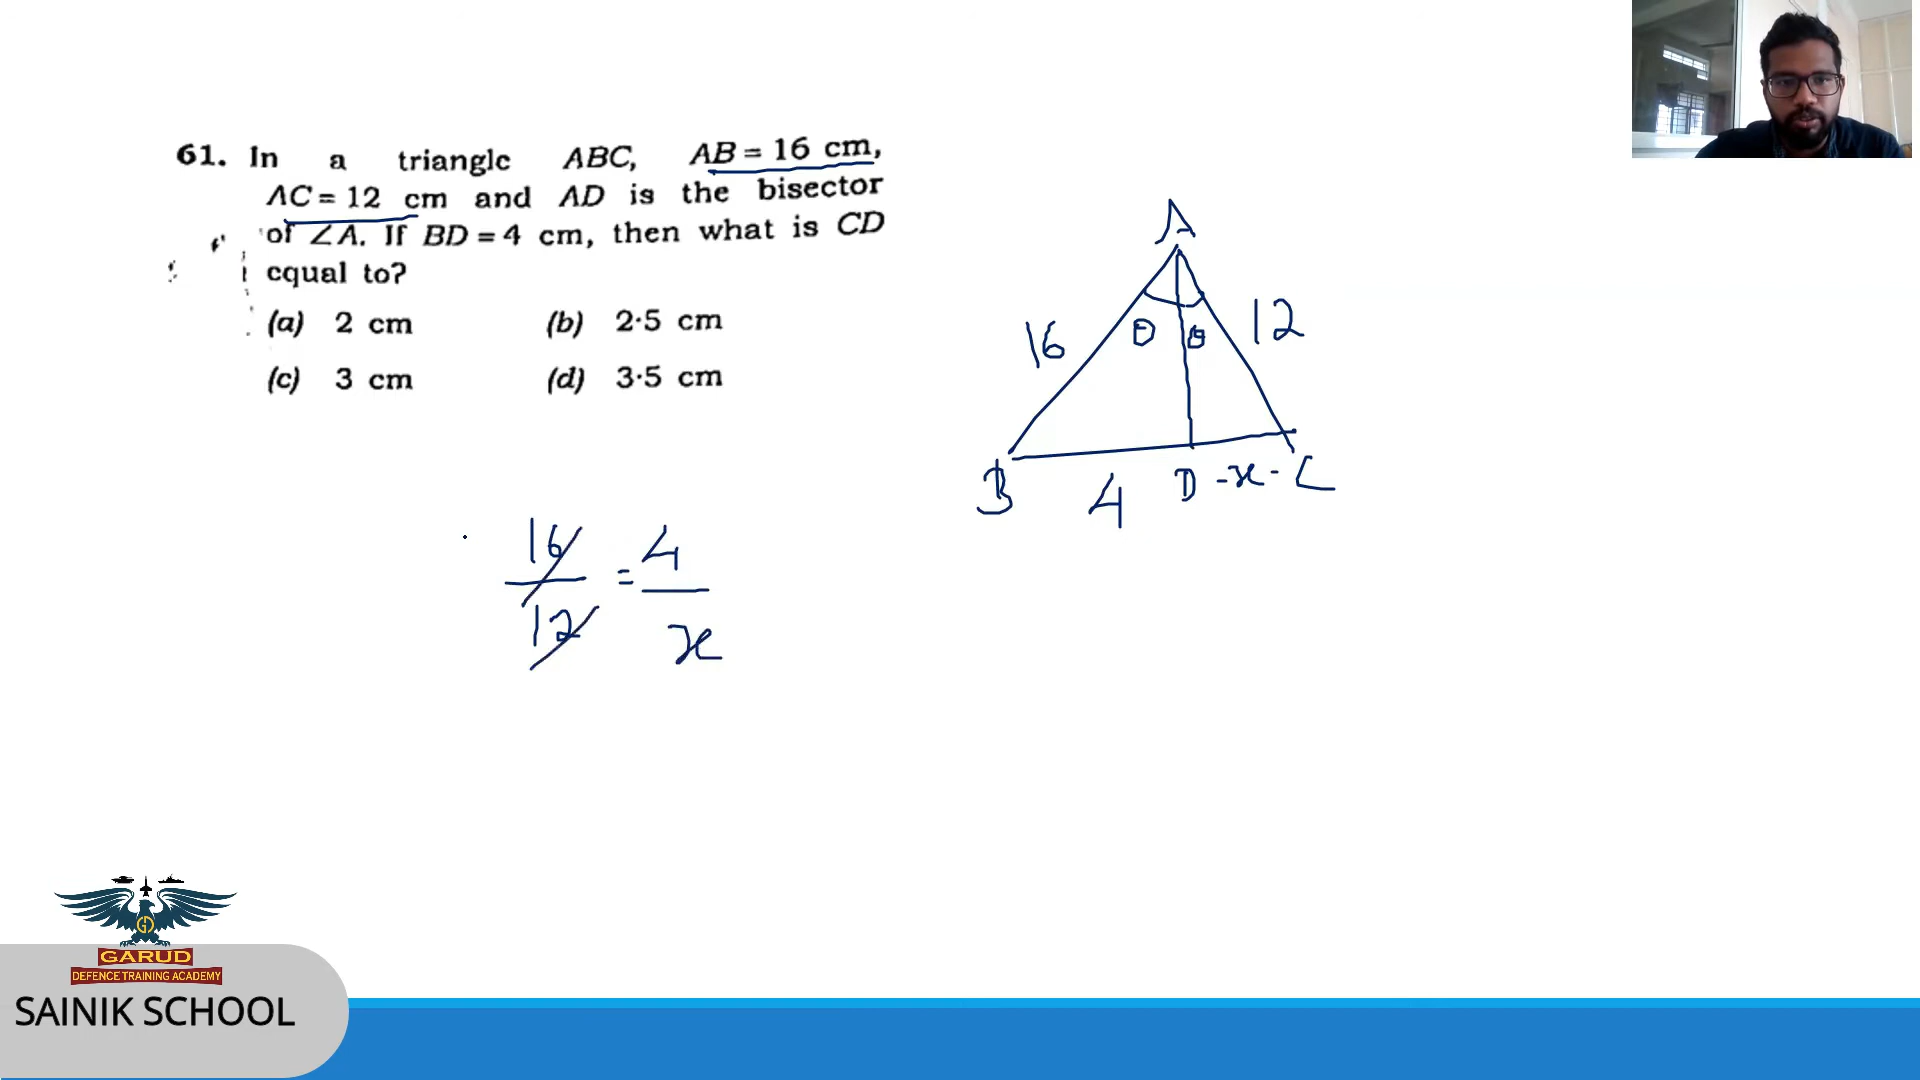 61. In a triangle ABC, AB = 16 cm,
AC = 12 cm and AD is the bisector
of ∠A. If BD = 4 cm, then what is CD
equal to?
(a) 2 cm (b) 2·5 cm
(c) 3 cm (d) 3·5 cm
A
16 θ θ 12
B 4 D -x- C
16/12 = 4/x
GARUD
DEFENCE TRAINING ACADEMY
SAINIK SCHOOL